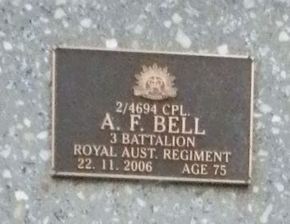 2/4694 CPL.
A. F. BELL
3 BATTALION
ROYAL AUST. REGIMENT
22. 11. 2006 AGE 75